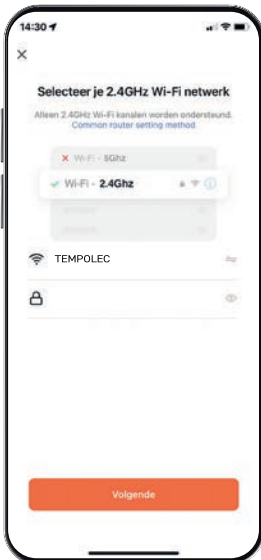 14:30
Selecteer je 2.4GHz Wi-Fi netwerk
Alleen 2.4GHz Wi-Fi kanalen worden ondersteund.
Common router setting method
Wi-Fi - 5Ghz
Wi-Fi - 2.4Ghz
TEMPOLEC
Volgende